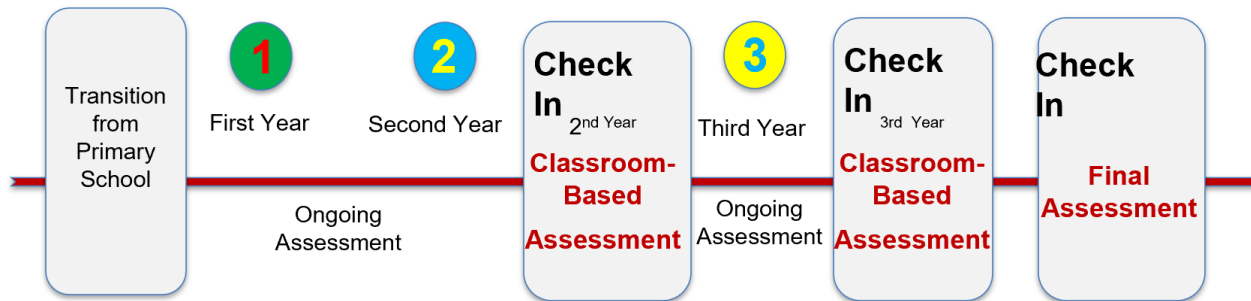 Transition
from
Primary
School
1
First Year
2
Second Year
Ongoing
Assessment
Check
In 2nd Year
Classroom-
Based
Assessment
3
Third Year
Ongoing
Assessment
Check
In 3rd Year
Classroom-
Based
Assessment
Check
In
Final
Assessment